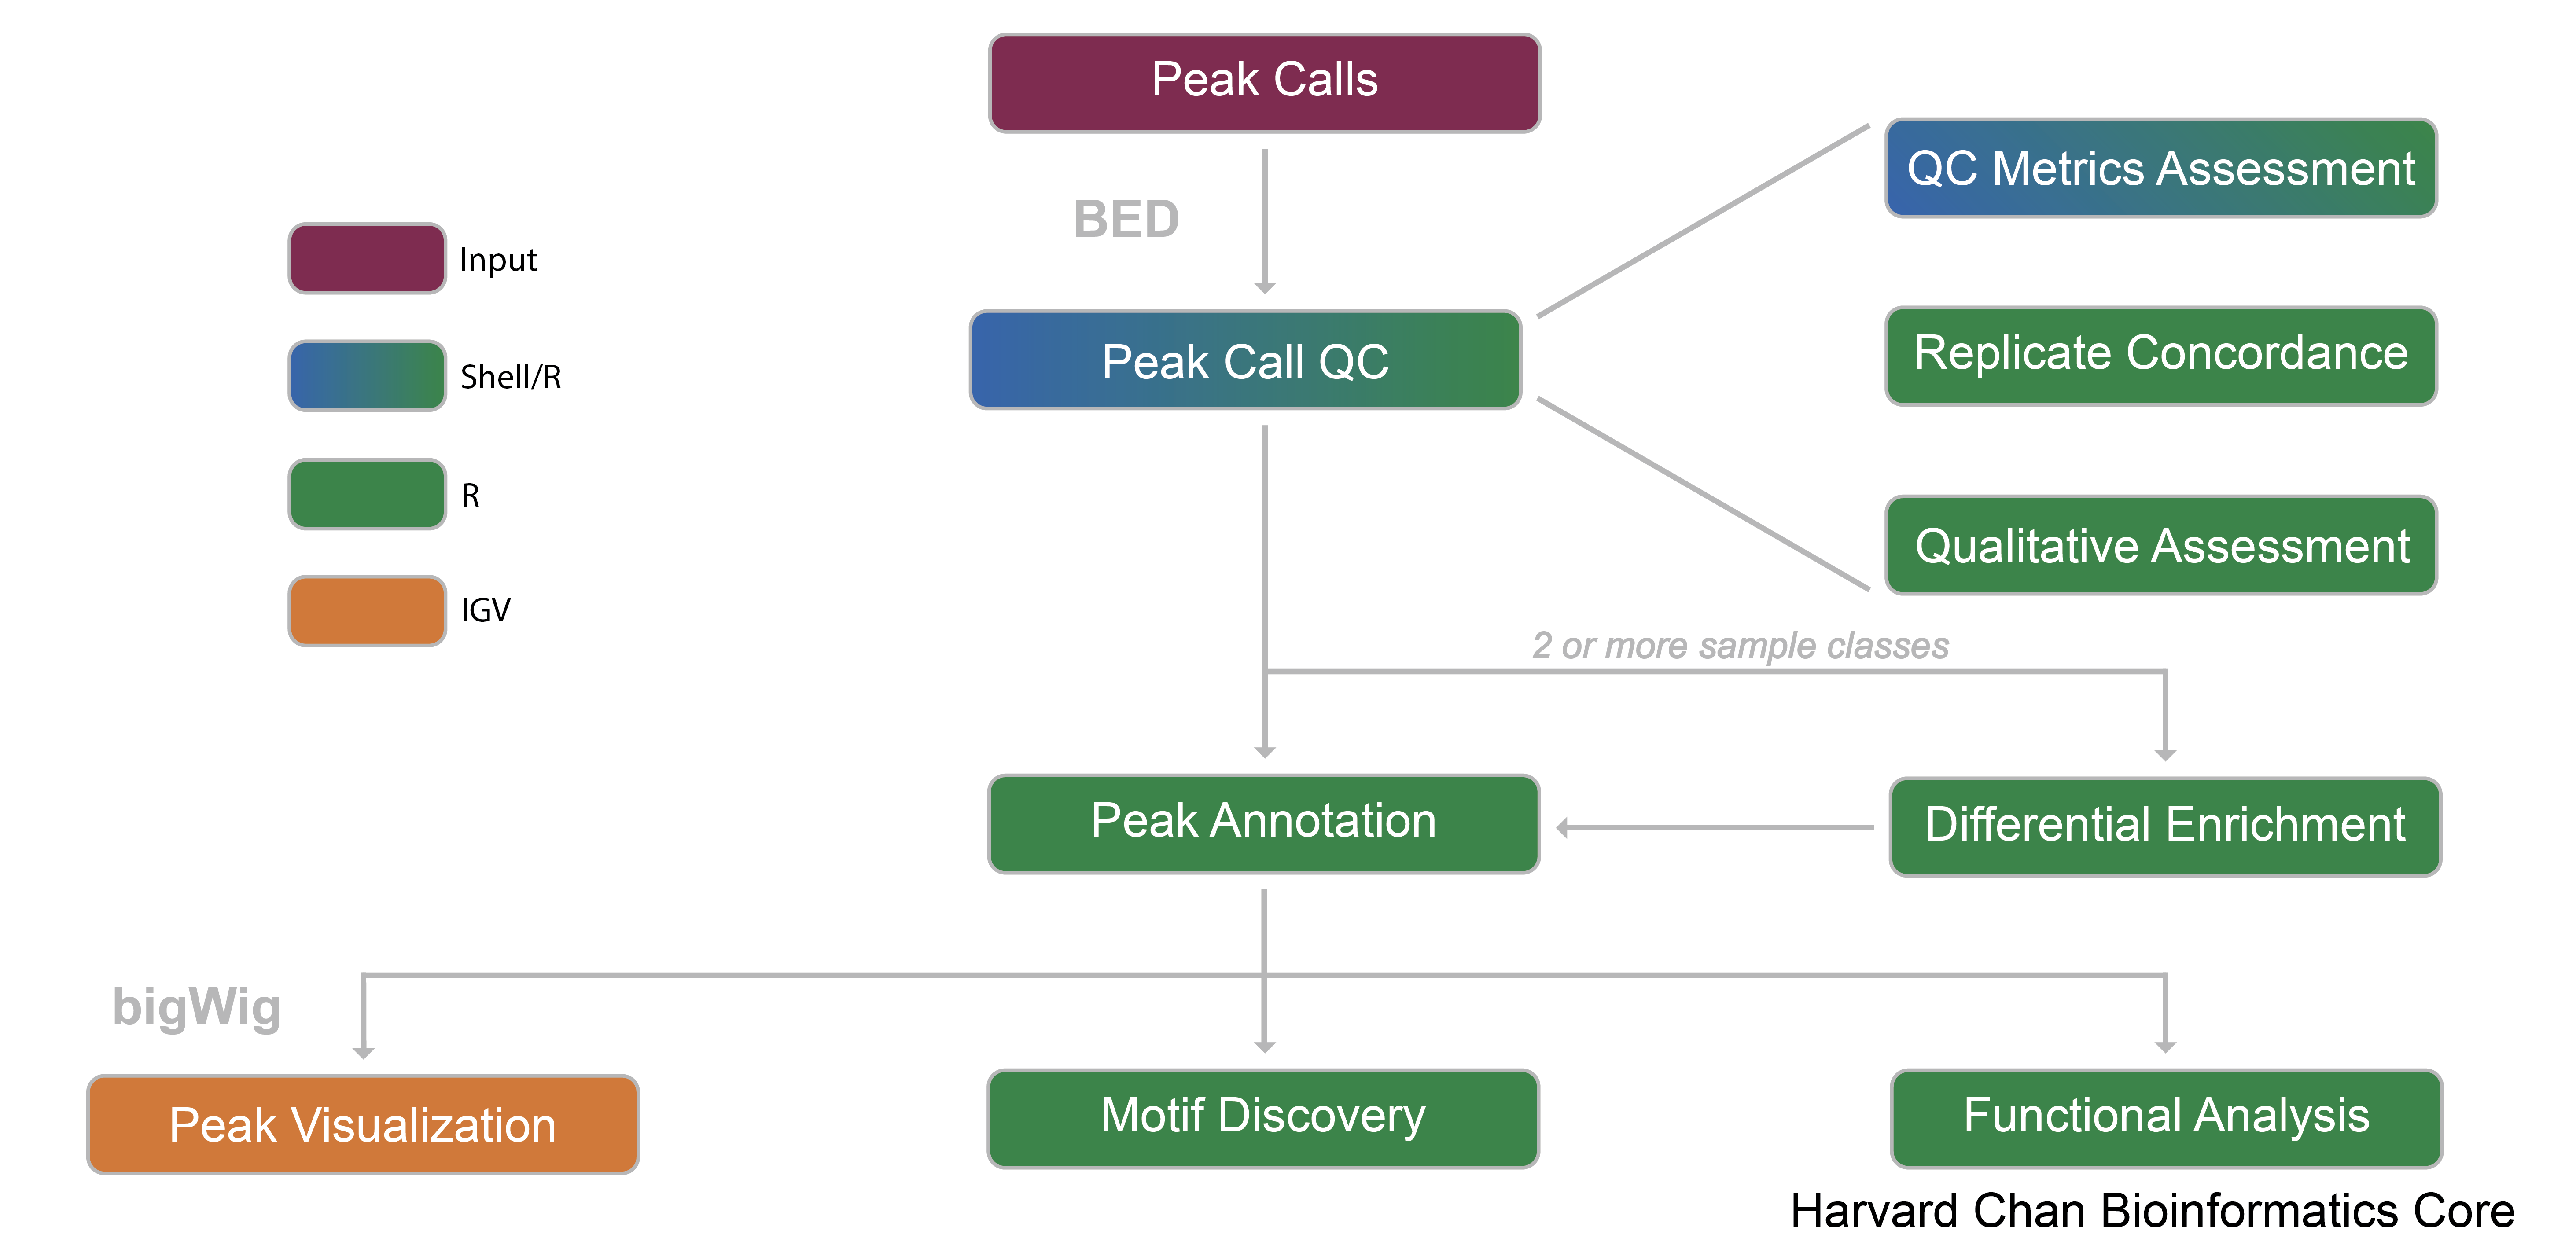 Peak Calls
BED
QC Metrics Assessment
Input
Peak Call QC
Replicate Concordance
Shell/R
R
Qualitative Assessment
IGV
2 or more sample classes
Peak Annotation
Differential Enrichment
bigWig
Peak Visualization
Motif Discovery
Functional Analysis
Harvard Chan Bioinformatics Core